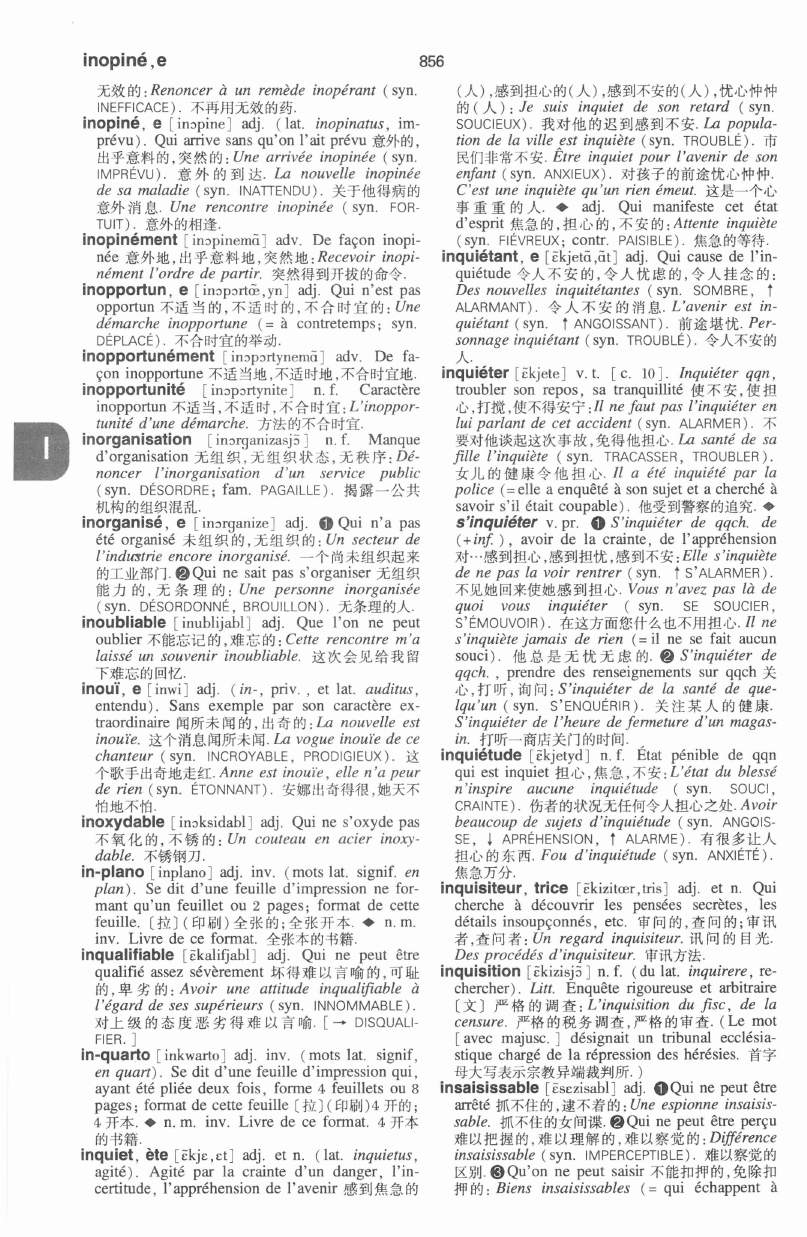 inopiné,e
856
无效的:Renoncer à un remède inopérant (syn.
INEFFICACE). 不再用无效的药.
inopiné, e [inɔpine] adj. (lat. inopinatus, im-
prévu). Qui arrive sans qu'on l'ait prévu 意外的,
出乎意料的,突然的:Une arrivée inopinée (syn.
IMPRÉVU). 意外的到达. La nouvelle inopinée
de sa maladie (syn. INATTENDU). 关于他得病的
意外消息. Une rencontre inopinée (syn. FOR-
TUIT). 意外的相逢.
inopinément [inɔpinemɑ̃] adv. De façon inopi-
née 意外地,出乎意料地,突然地:Recevoir inopi-
nément l'ordre de partir. 突然得到开拔的命令.
inopportun, e [inɔpɔrtœ̃,yn] adj. Qui n'est pas
opportun 不适当的,不适时的,不合时宜的:Une
démarche inopportune (= à contretemps; syn.
DÉPLACÉ). 不合时宜的举动.
inopportunément [inɔpɔrtynemɑ̃] adv. De fa-
çon inopportune 不适当地,不适时地,不合时宜地.
inopportunité [inɔpɔrtynite] n. f. Caractère
inopportun 不适当,不适时,不合时宜:L'inoppor-
tunité d'une démarche. 方法的不合时宜.
inorganisation [inɔrganizasjɔ̃] n. f. Manque
d'organisation 无组织,无组织状态,无秩序:Dé-
noncer l'inorganisation d'un service public
(syn. DÉSORDRE; fam. PAGAILLE). 揭露一公共
机构的组织混乱.
inorganisé, e [inɔrganize] adj. ❶ Qui n'a pas
été organisé 未组织的,无组织的:Un secteur de
l'industrie encore inorganisé. 一个尚未组织起来
的工业部门. ❷Qui ne sait pas s'organiser 无组织
能力的,无条理的: Une personne inorganisée
(syn. DÉSORDONNÉ, BROUILLON). 无条理的人.
inoubliable [inublijabl] adj. Que l'on ne peut
oublier 不能忘记的,难忘的:Cette rencontre m'a
laissé un souvenir inoubliable. 这次会见给我留
下难忘的回忆.
inouï, e [inwi] adj. (in-, priv. , et lat. auditus,
entendu). Sans exemple par son caractère ex-
traordinaire 闻所未闻的,出奇的:La nouvelle est
inouïe. 这个消息闻所未闻. La vogue inouïe de ce
chanteur (syn. INCROYABLE, PRODIGIEUX). 这
个歌手出奇地走红. Anne est inouïe, elle n'a peur
de rien (syn. ÉTONNANT). 安娜出奇得很,她天不
怕地不怕.
inoxydable [inɔksidabl] adj. Qui ne s'oxyde pas
不氧化的,不锈的: Un couteau en acier inoxy-
dable. 不锈钢刀.
in-plano [inplano] adj. inv. (mots lat. signif. en
plan). Se dit d'une feuille d'impression ne for-
mant qu'un feuillet ou 2 pages; format de cette
feuille. 〔拉〕(印刷)全张的;全张开本. ◆ n. m.
inv. Livre de ce format. 全张本的书籍.
inqualifiable [ɛ̃kalifjabl] adj. Qui ne peut être
qualifié assez sévèrement 坏得难以言喻的,可耻
的,卑劣的: Avoir une attitude inqualifiable à
l'égard de ses supérieurs (syn. INNOMMABLE).
对上级的态度恶劣得难以言喻. [→ DISQUALI-
FIER. ]
in-quarto [inkwarto] adj. inv. (mots lat. signif,
en quart). Se dit d'une feuille d'impression qui,
ayant été pliée deux fois, forme 4 feuillets ou 8
pages; format de cette feuille〔拉〕(印刷)4 开的;
4 开本. ◆ n. m. inv. Livre de ce format. 4 开本
的书籍.
inquiet, ète [ɛ̃kjɛ,ɛt] adj. et n. (lat. inquietus,
agité). Agité par la crainte d'un danger, l'in-
certitude, l'appréhension de l'avenir 感到焦急的
I
(人),感到担心的(人),感到不安的(人),忧心忡忡
的(人): Je suis inquiet de son retard (syn.
SOUCIEUX). 我对他的迟到感到不安. La popula-
tion de la ville est inquiète (syn. TROUBLÉ). 市
民们非常不安. Être inquiet pour l'avenir de son
enfant (syn. ANXIEUX). 对孩子的前途忧心忡忡.
C'est une inquiète qu'un rien émeut. 这是一个心
事重重的人. ◆ adj. Qui manifeste cet état
d'esprit 焦急的,担心的,不安的:Attente inquiète
(syn. FIÉVREUX; contr. PAISIBLE). 焦急的等待.
inquiétant, e [ɛ̃kjetɑ̃,ɑ̃t] adj. Qui cause de l'in-
quiétude 令人不安的,令人忧虑的,令人挂念的:
Des nouvelles inquitétantes (syn. SOMBRE, ↑
ALARMANT). 令人不安的消息. L'avenir est in-
quiétant (syn. ↑ ANGOISSANT). 前途堪忧. Per-
sonnage inquiétant (syn. TROUBLÉ). 令人不安的
人.
inquiéter [ɛ̃kjete] v. t. [ c. 10]. Inquiéter qqn,
troubler son repos, sa tranquillité 使不安,使担
心,打搅,使不得安宁:Il ne faut pas l'inquiéter en
lui parlant de cet accident (syn. ALARMER). 不
要对他谈起这次事故,免得他担心. La santé de sa
fille l'inquiète (syn. TRACASSER, TROUBLER).
女儿的健康令他担心. Il a été inquiété par la
police (=elle a enquêté à son sujet et a cherché à
savoir s'il était coupable). 他受到警察的追究. ◆
s'inquiéter v. pr. ❶ S'inquiéter de qqch. de
(+inf. ), avoir de la crainte, de l'appréhension
对…感到担心,感到担忧,感到不安:Elle s'inquiète
de ne pas la voir rentrer (syn. ↑ S'ALARMER).
不见她回来使她感到担心. Vous n'avez pas là de
quoi vous inquiéter (syn. SE SOUCIER,
S'ÉMOUVOIR). 在这方面您什么也不用担心. Il ne
s'inquiète jamais de rien (=il ne se fait aucun
souci). 他总是无忧无虑的. ❷ S'inquiéter de
qqch. , prendre des renseignements sur qqch 关
心,打听,询问:S'inquiéter de la santé de que-
lqu'un (syn. S'ENQUÉRIR). 关注某人的健康.
S'inquiéter de l'heure de fermeture d'un magas-
in. 打听一商店关门的时间.
inquiétude [ɛ̃kjetyd] n. f. État pénible de qqn
qui est inquiet 担心,焦急,不安:L'état du blessé
n'inspire aucune inquiétude (syn. SOUCI,
CRAINTE). 伤者的状况无任何令人担心之处. Avoir
beaucoup de sujets d'inquiétude (syn. ANGOIS-
SE, ↓ APRÉHENSION, ↑ ALARME). 有很多让人
担心的东西. Fou d'inquiétude (syn. ANXIÉTÉ).
焦急万分.
inquisiteur, trice [ɛ̃kizitœr,tris] adj. et n. Qui
cherche à découvrir les pensées secrètes, les
détails insoupçonnés, etc. 审问的,查问的;审讯
者,查问者: Un regard inquisiteur. 讯问的目光.
Des procédés d'inquisiteur. 审讯方法.
inquisition [ɛ̃kizisjɔ̃] n. f. (du lat. inquirere, re-
chercher). Litt. Enquête rigoureuse et arbitraire
〔文〕严格的调查:L'inquisition du fisc, de la
censure. 严格的税务调查,严格的审查. (Le mot
[avec majusc. ] désignait un tribunal ecclésia-
stique chargé de la répression des hérésies. 首字
母大写表示宗教异端裁判所. )
insaisissable [ɛ̃sɛzisabl] adj. ❶Qui ne peut être
arrêté 抓不住的,逮不着的:Une espionne insaisis-
sable. 抓不住的女间谍. ❷Qui ne peut être perçu
难以把握的,难以理解的,难以察觉的:Différence
insaisissable (syn. IMPERCEPTIBLE). 难以察觉的
区别. ❸Qu'on ne peut saisir 不能扣押的,免除扣
押的: Biens insaisissables (= qui échappent à